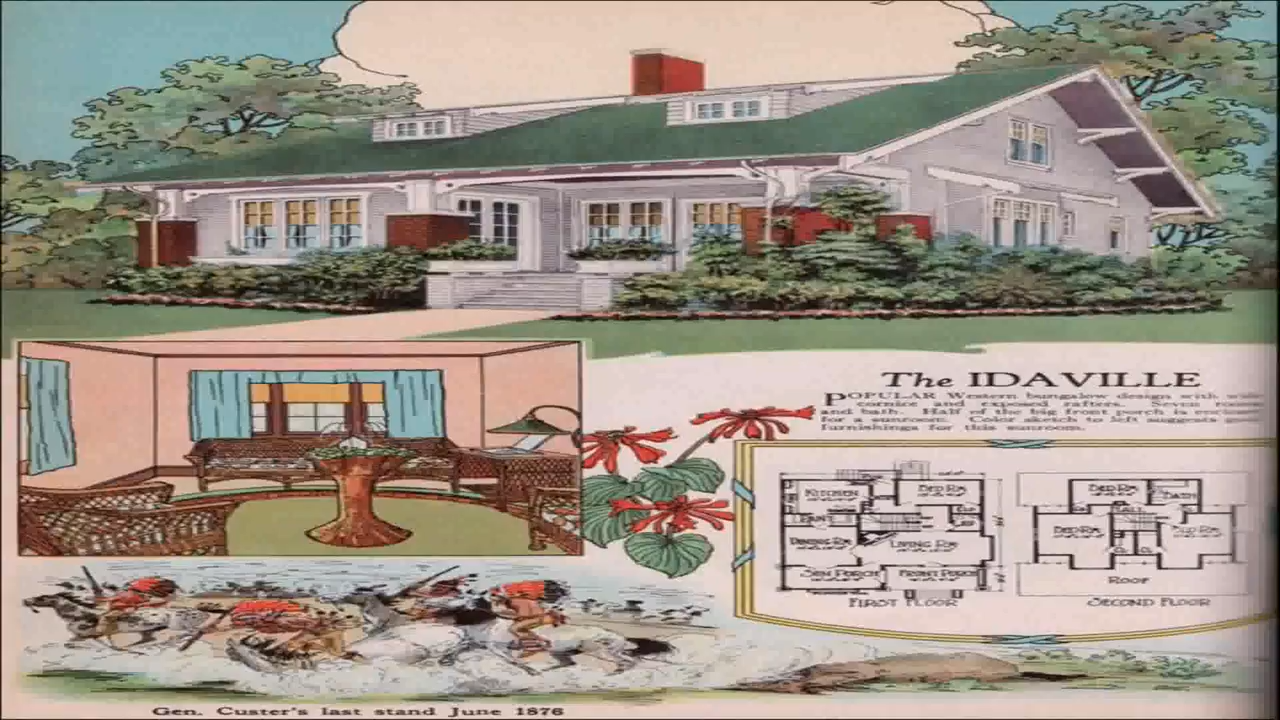 The IDAVILLE
POPULAR Western bungalow design with wide
cornice and exposed rafters. Seven rooms
and bath. Half of the big front porch is
for a sunroom. Color sketch to left suggests
furnishings for this sunroom.
KITCHEN
BED RM
DINING RM
LIVING RM
SUN PORCH
FRONT PORCH
FIRST FLOOR
BED RM
BATH
HALL
BED RM
BED RM
ROOF
SECOND FLOOR
Gen. Custer's last stand June 1876